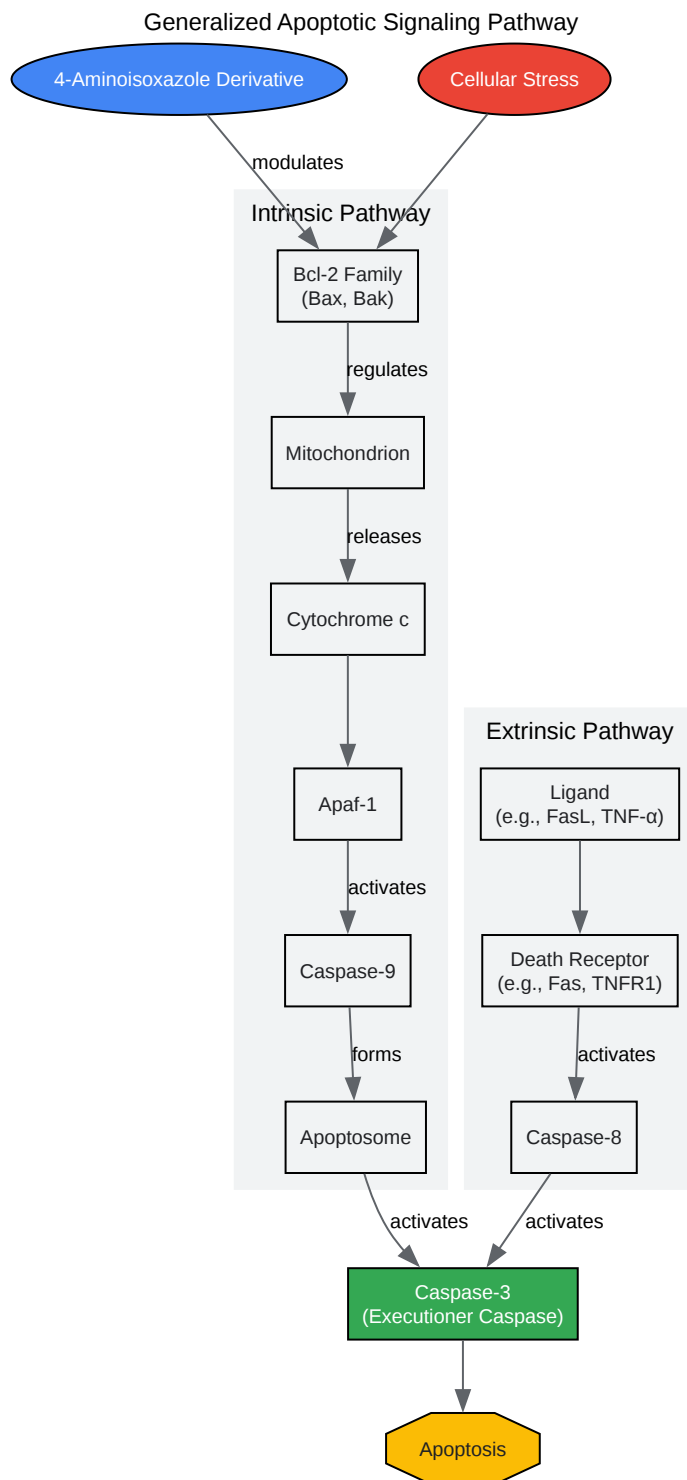 Generalized Apoptotic Signaling Pathway
4-Aminoisoxazole Derivative
Cellular Stress
modulates
Intrinsic Pathway
Bcl-2 Family
(Bax, Bak)
regulates
Mitochondrion
releases
Cytochrome c
Extrinsic Pathway
Apaf-1
Ligand
(e.g., FasL, TNF-α)
activates
Caspase-9
Death Receptor
(e.g., Fas, TNFR1)
forms
activates
Apoptosome
Caspase-8
activates
activates
Caspase-3
(Executioner Caspase)
Apoptosis